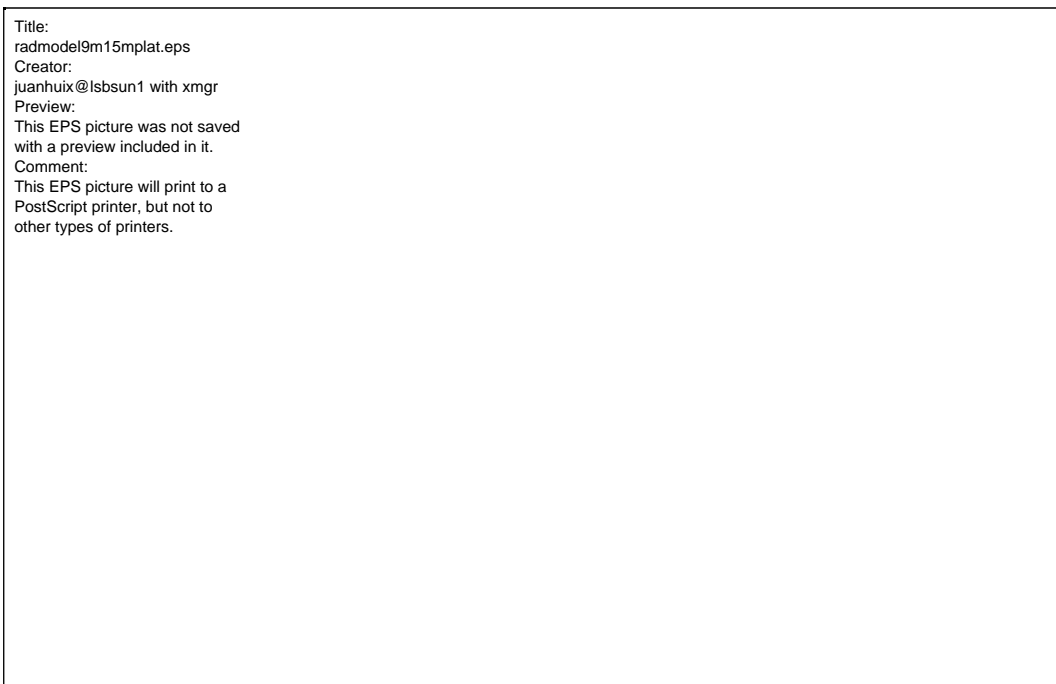 Title:
radmodel9m15mplat.eps
Creator:
juanhuix@lsbsun1 with xmgr
Preview:
This EPS picture was not saved
with a preview included in it.
Comment:
This EPS picture will print to a
PostScript printer, but not to
other types of printers.